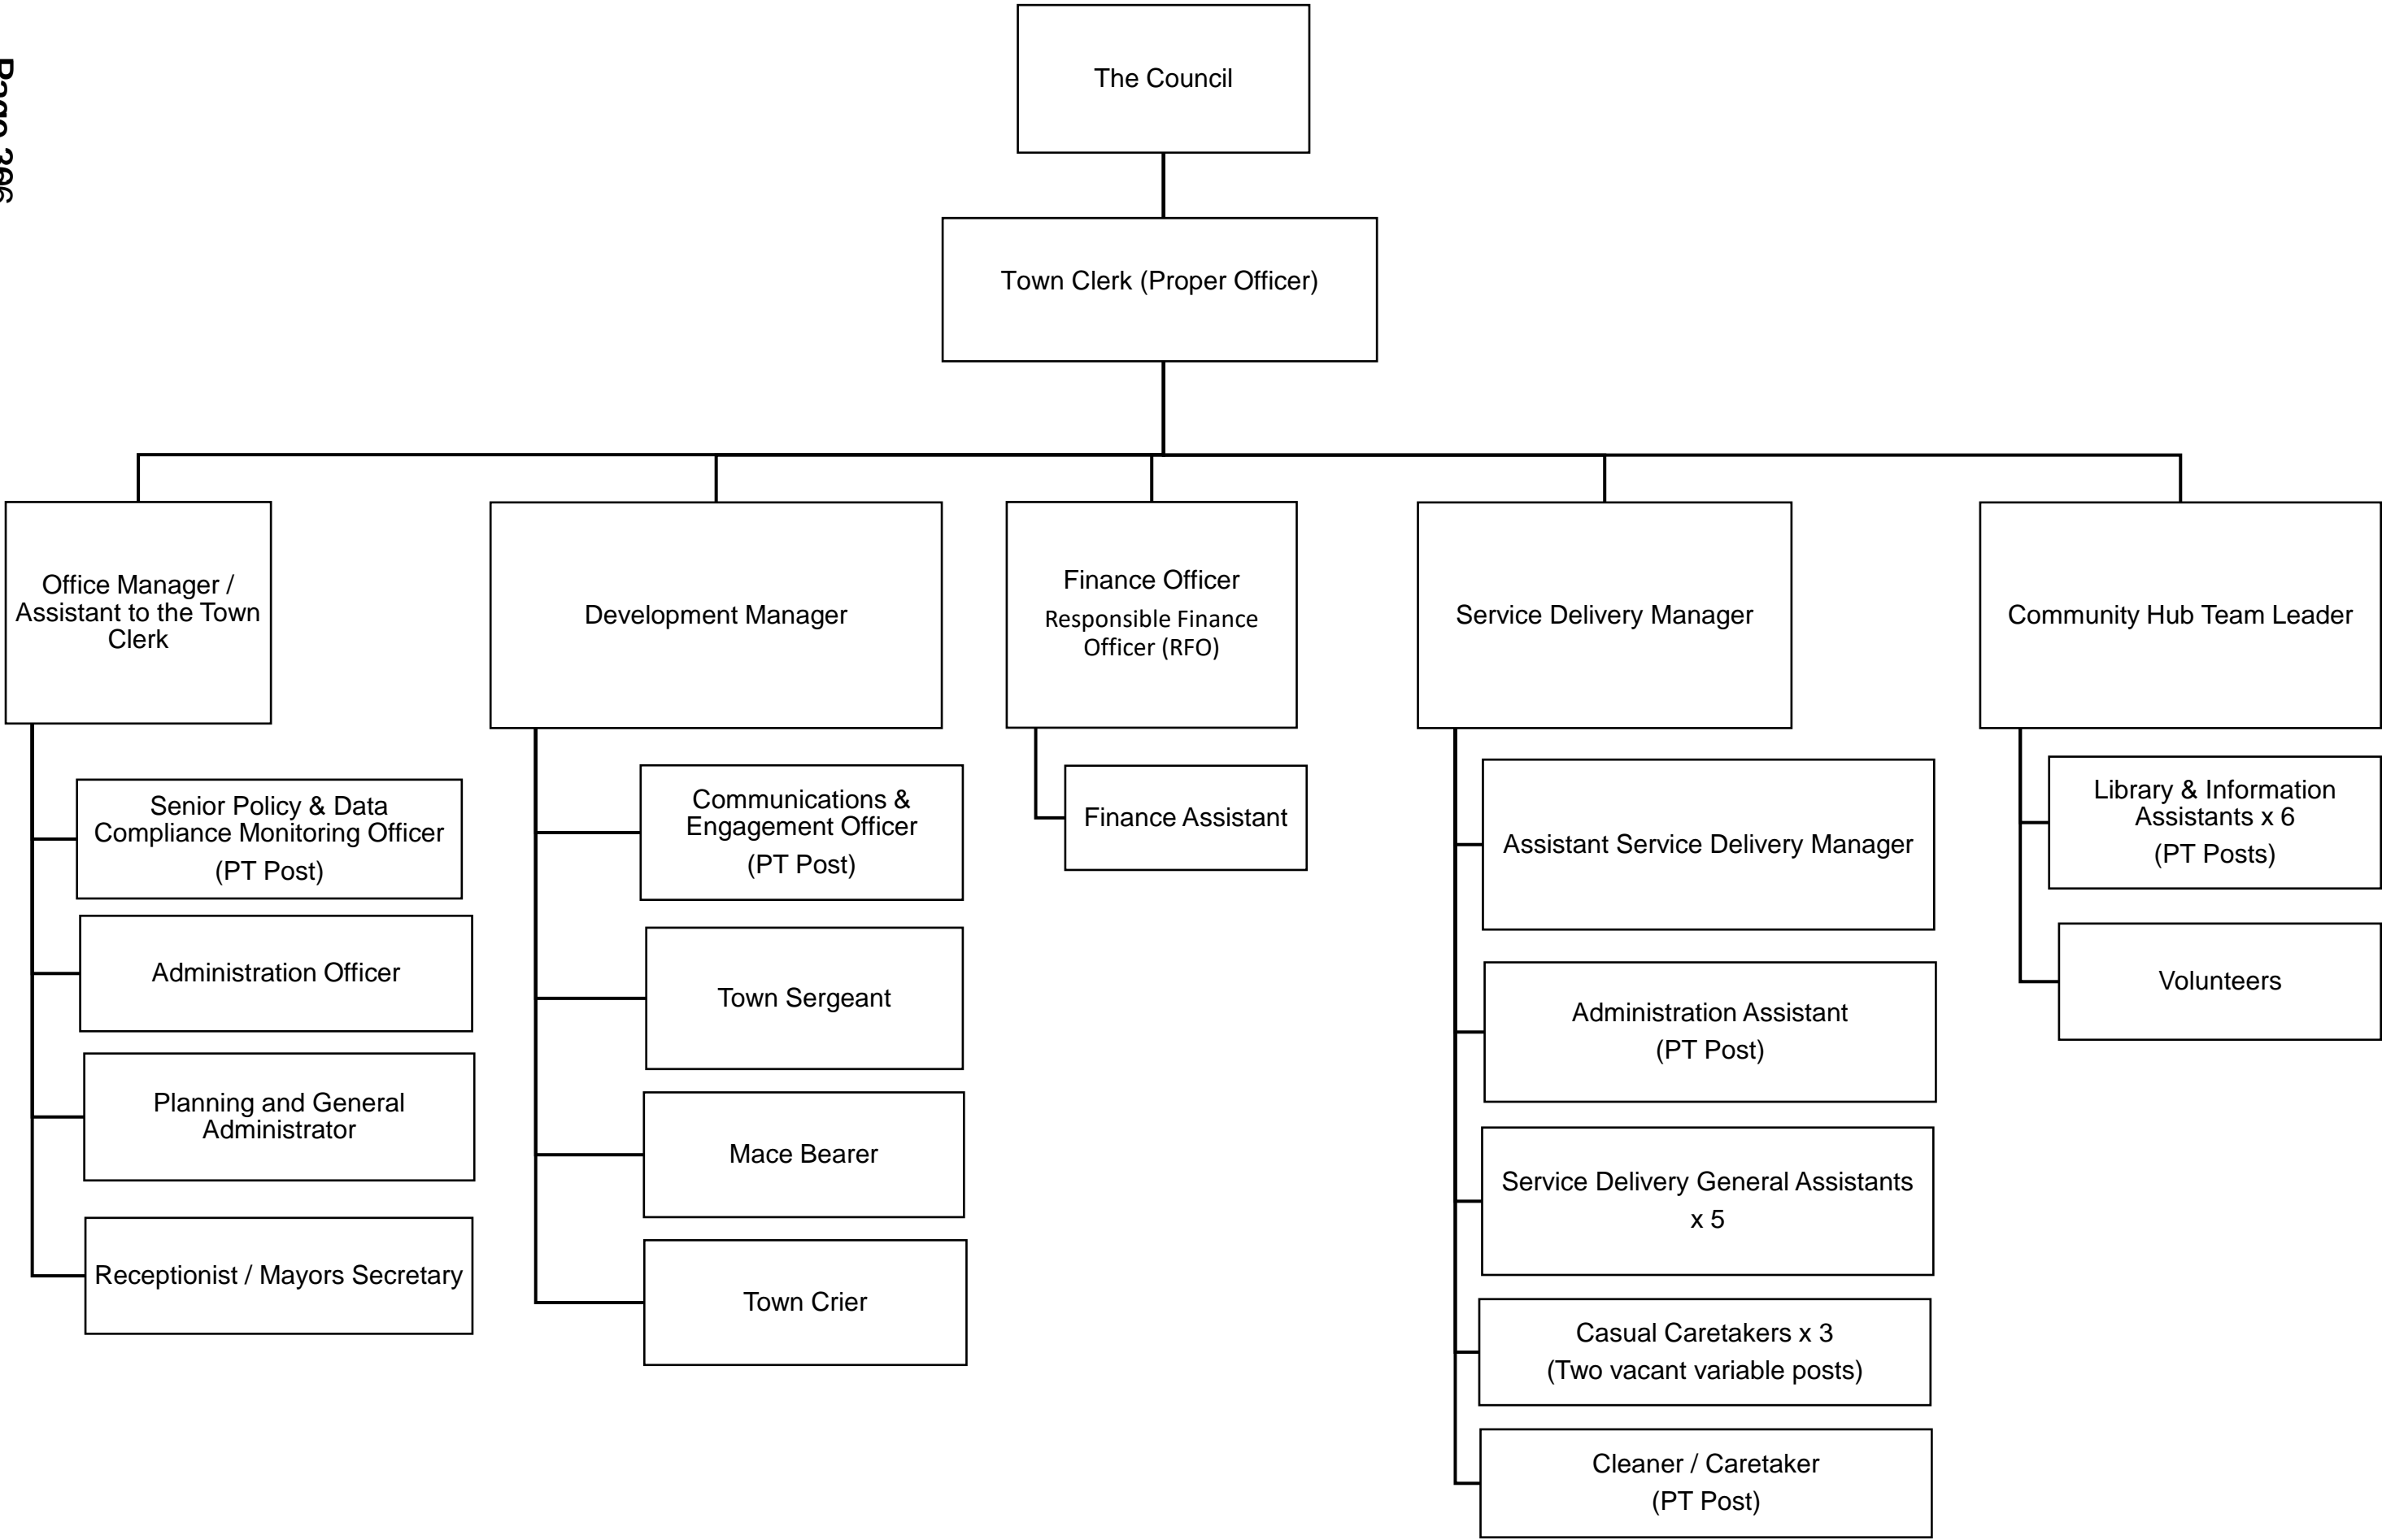 Page
The Council
Town Clerk (Proper Officer)
Office Manager /
Assistant to the Town
Clerk
Development Manager
Finance Officer
Responsible Finance
Officer (RFO)
Service Delivery Manager
Community Hub Team Leader
Senior Policy & Data
Compliance Monitoring Officer
(PT Post)
Administration Officer
Planning and General
Administrator
Receptionist / Mayors Secretary
Communications &
Engagement Officer
(PT Post)
Town Sergeant
Mace Bearer
Town Crier
Finance Assistant
Assistant Service Delivery Manager
Administration Assistant
(PT Post)
Service Delivery General Assistants
x 5
Casual Caretakers x 3
(Two vacant variable posts)
Cleaner / Caretaker
(PT Post)
Library & Information
Assistants x 6
(PT Posts)
Volunteers